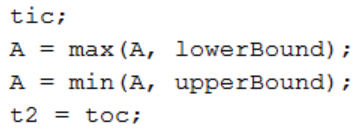 tic;
A = max(A, lowerBound);
A = min(A, upperBound);
t2 = toc;